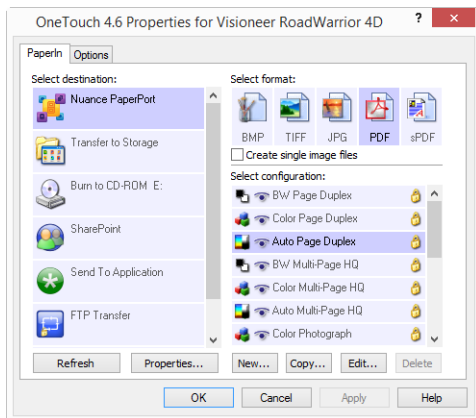 OneTouch 4.6 Properties for Visioneer RoadWarrior 4D ? ×
PaperIn Options
Select destination:
Nuance PaperPort
Transfer to Storage
Burn to CD-ROM E:
SharePoint
Send To Application
FTP Transfer
Refresh Properties...
Select format:
BMP TIFF JPG PDF sPDF
Create single image files
Select configuration:
BW Page Duplex
Color Page Duplex
Auto Page Duplex
BW Multi-Page HQ
Color Multi-Page HQ
Auto Multi-Page HQ
Color Photograph
New... Copy... Edit... Delete
OK Cancel Apply Help